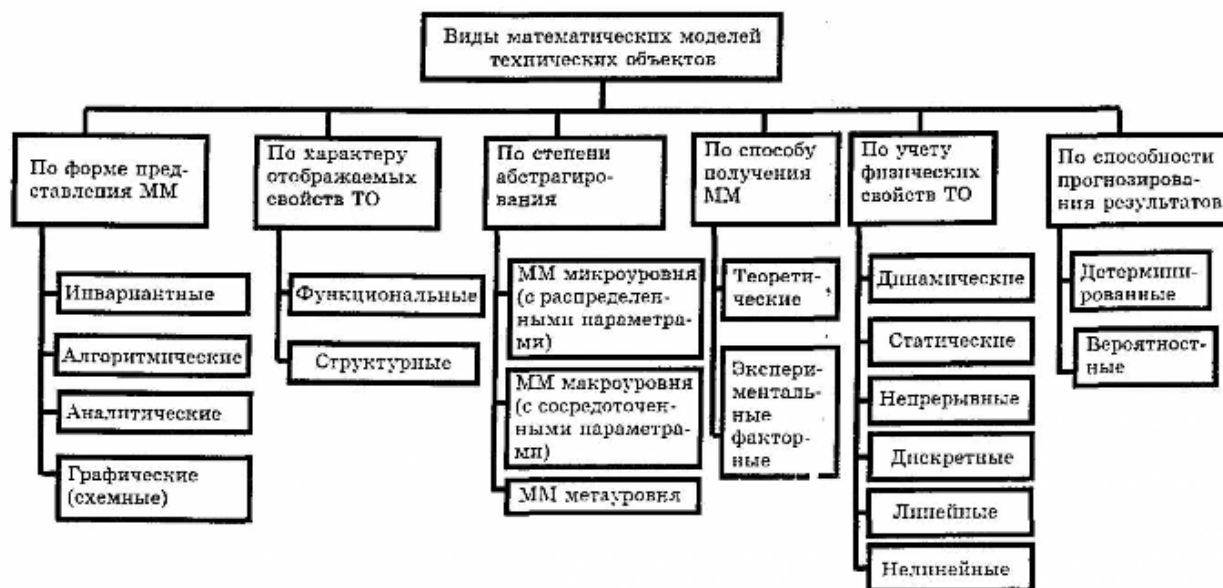 Виды математических моделей
технических объектов
По форме пред-
ставления ММ
Инвариантные
Алгоритмические
Аналитические
Графические
(схемные)
По характеру
отображаемых
свойств ТО
Функциональные
Структурные
По степени
абстрагиро-
вания
ММ микроуровня
(с распределен-
ными параметра-
ми)
ММ макроуровня
(с сосредоточен-
ными параметра-
ми)
ММ метауровня
По способу
получения
ММ
Теорети-
ческие
Экспери-
ментальные
фактор-
ные
По учету
физических
свойств ТО
Динамические
Статические
Непрерывные
Дискретные
Линейные
Нелинейные
По способности
прогнозирова-
ния результатов
Детермини-
рованные
Вероятност-
ные